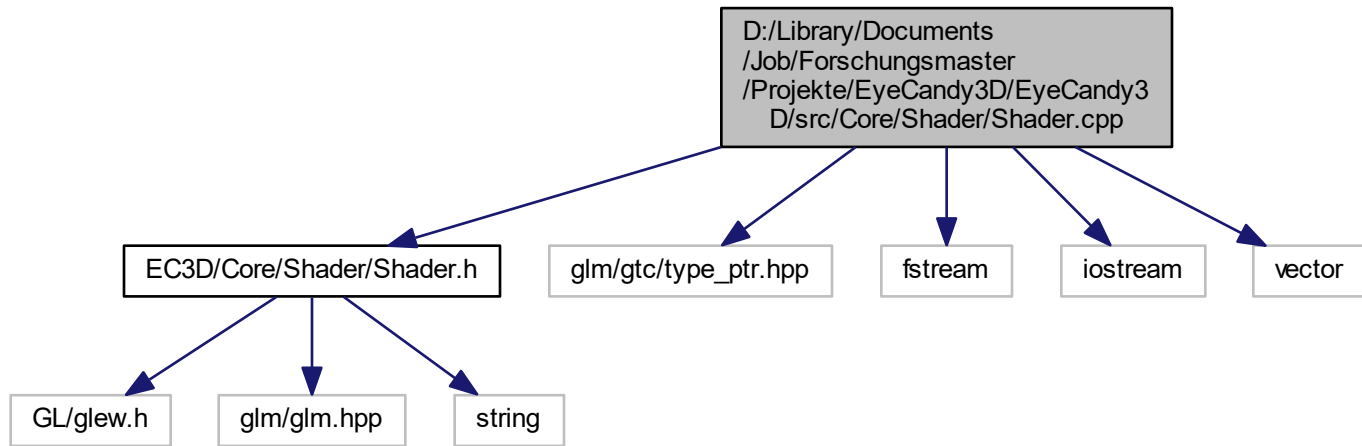 D:/Library/Documents
/Job/Forschungsmaster
/Projekte/EyeCandy3D/EyeCandy3
D/src/Core/Shader/Shader.cpp
EC3D/Core/Shader/Shader.h
glm/gtc/type_ptr.hpp
fstream
iostream
vector
GL/glew.h
glm/glm.hpp
string